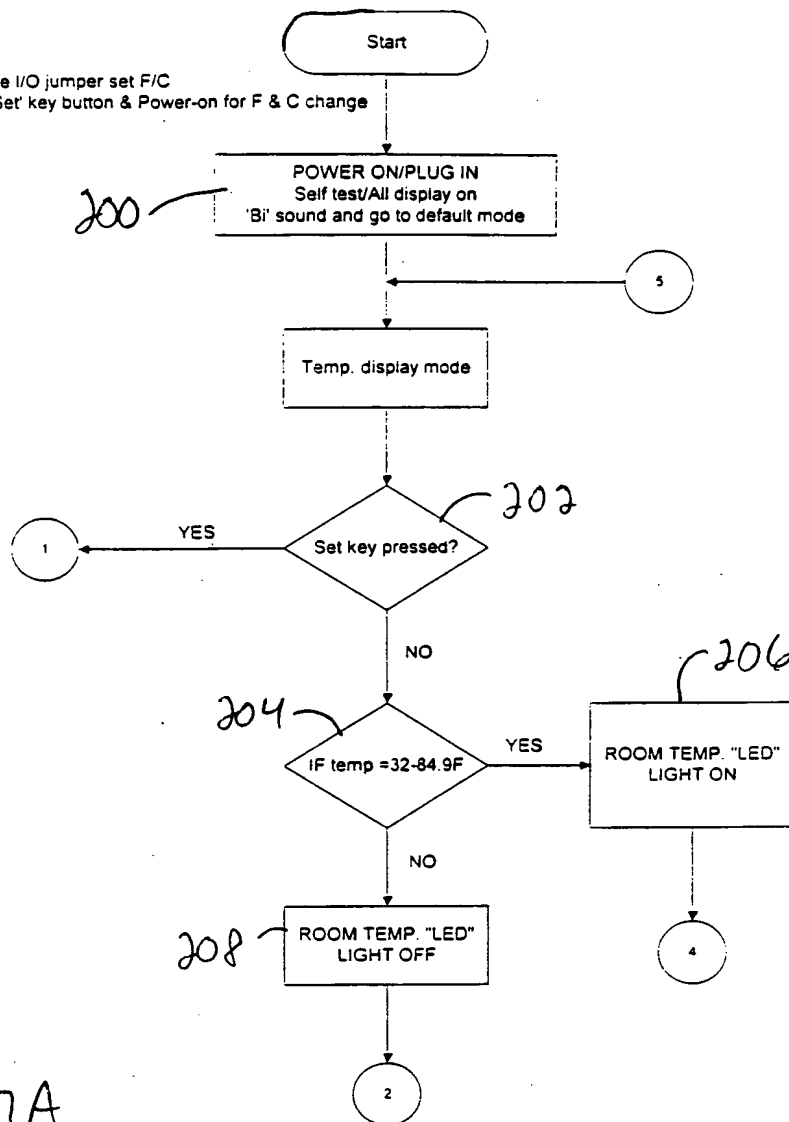 Start
e I/O jumper set F/C
Set' key button & Power-on for F & C change
POWER ON/PLUG IN
Self test/All display on
'Bi' sound and go to default mode
200
5
Temp. display mode
202
Set key pressed?
YES
1
NO
204
IF temp =32-84.9F
YES
206
ROOM TEMP. "LED"
LIGHT ON
NO
208
ROOM TEMP. "LED"
LIGHT OFF
4
2
7A